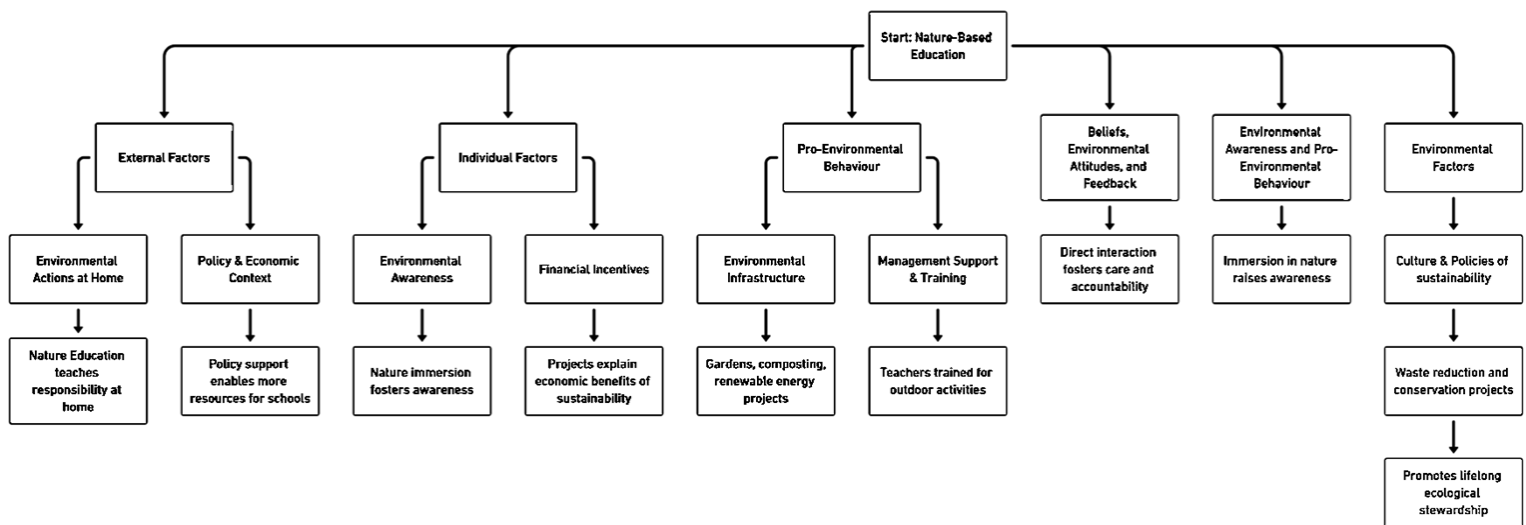 Start: Nature-Based
Education
External Factors
Individual Factors
Pro-Environmental
Behaviour
Beliefs,
Environmental
Attitudes, and
Feedback
Environmental
Awareness and Pro-
Environmental
Behaviour
Environmental
Factors
Environmental
Actions at Home
Policy & Economic
Context
Environmental
Awareness
Financial Incentives
Environmental
Infrastructure
Management Support
& Training
Direct interaction
fosters care and
accountability
Immersion in nature
raises awareness
Culture & Policies of
sustainability
Nature Education
teaches
responsibility at
home
Policy support
enables more
resources for schools
Nature immersion
fosters awareness
Projects explain
economic benefits of
sustainability
Gardens, composting,
renewable energy
projects
Teachers trained for
outdoor activities
Waste reduction and
conservation projects
Promotes lifelong
ecological
stewardship